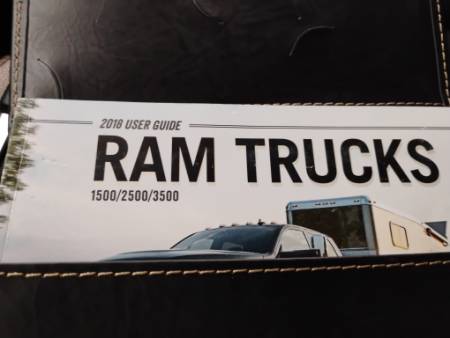 2018 USER GUIDE
RAM TRUCKS
1500/2500/3500